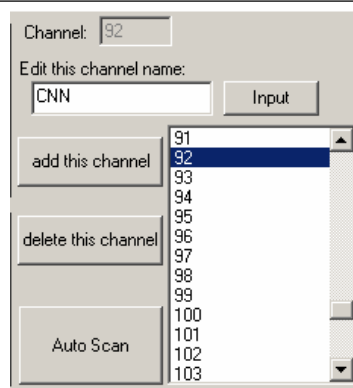 Channel: 92
Edit this channel name:
CNN Input
add this channel
delete this channel
Auto Scan
91
92
93
94
95
96
97
98
99
100
101
102
103